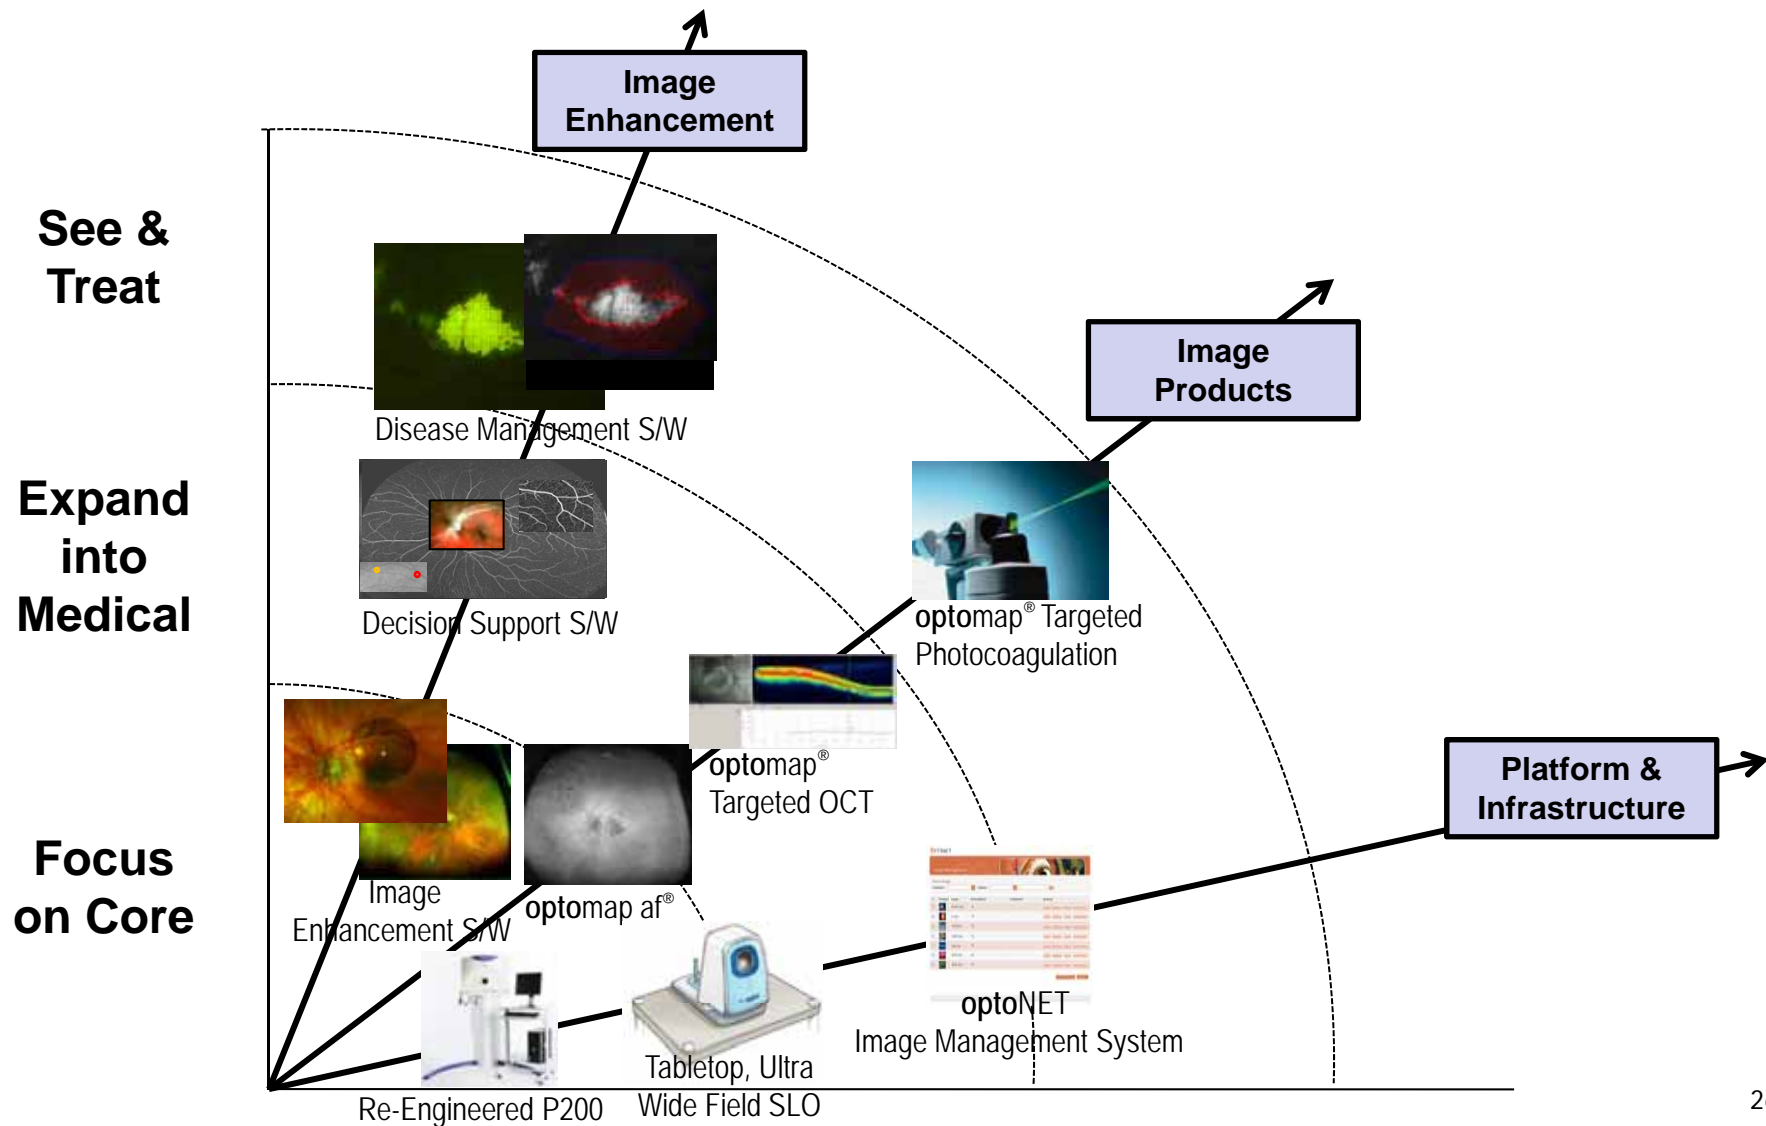 Image
Enhancement
See &
Treat
Image
Products
Disease Management S/W
Expand
into
Medical
Decision Support S/W
optomap® Targeted
Photocoagulation
optomap®
Targeted OCT
Platform &
Infrastructure
Focus
on Core
Image
Enhancement S/W
optomap af®
optoNET
Image Management System
Tabletop, Ultra
Wide Field SLO
Re-Engineered P200